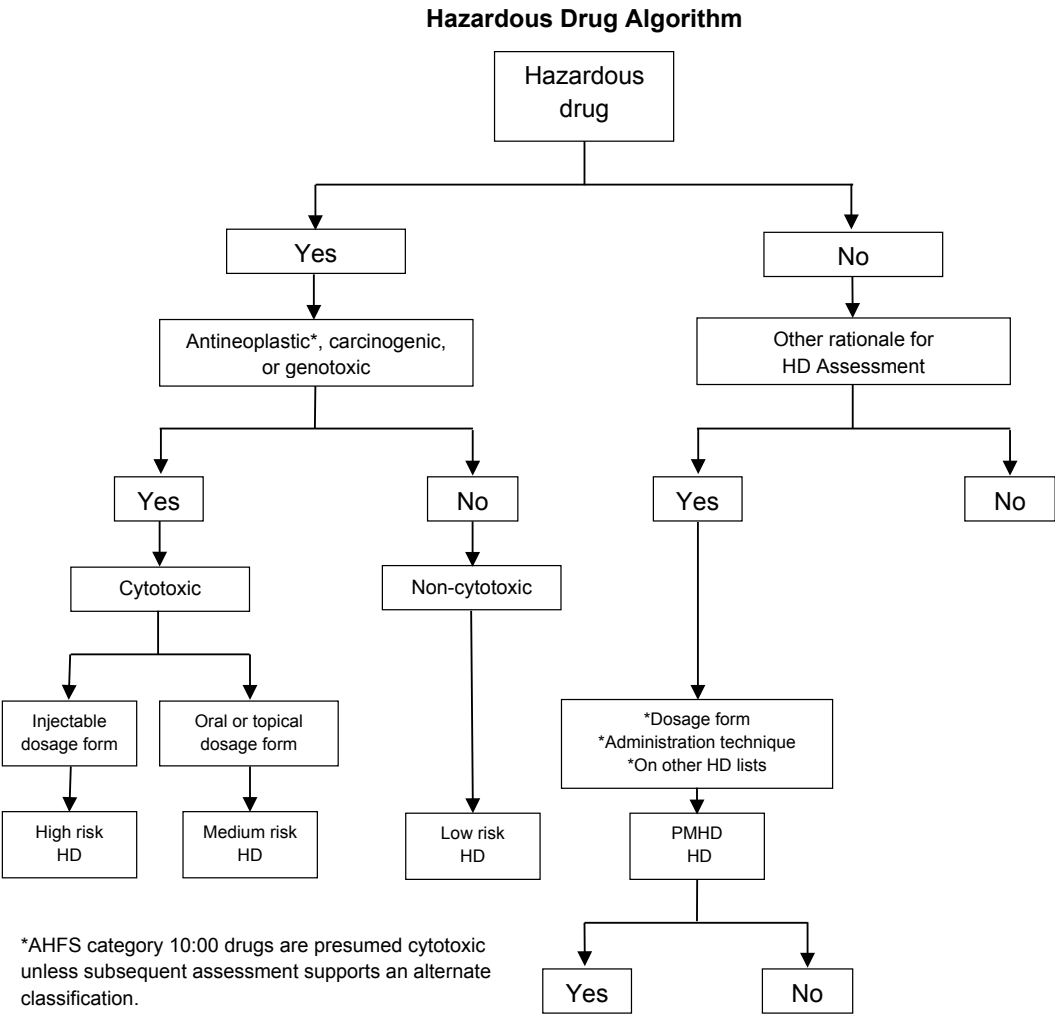 Hazardous Drug Algorithm
Hazardous
drug
Yes
No
Antineoplastic*, carcinogenic,
or genotoxic
Other rationale for
HD Assessment
Yes
No
Yes
No
Cytotoxic
Non-cytotoxic
Injectable
dosage form
Oral or topical
dosage form
*Dosage form
*Administration technique
*On other HD lists
High risk
HD
Medium risk
HD
Low risk
HD
PMHD
HD
*AHFS category 10:00 drugs are presumed cytotoxic
unless subsequent assessment supports an alternate
classification.
Yes
No